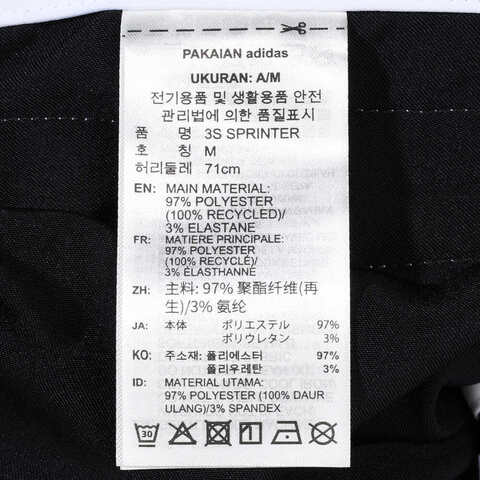 PAKAIAN adidas
UKURAN: A/M
전기용품 및 생활용품 안전
관리법에 의한 품질표시
품 명 3S SPRINTER
호 칭 M
허리둘레 71cm
EN: MAIN MATERIAL:
97% POLYESTER
(100% RECYCLED)/
3% ELASTANE
FR: MATIERE PRINCIPALE:
97% POLYESTER
(100% RECYCLÉ)/
3% ÉLASTHANNE
ZH: 主料: 97% 聚酯纤维(再
生)/3% 氨纶
JA: 本体 ポリエステル 97%
ポリウレタン 3%
KO: 주소재: 폴리에스터 97%
폴리우레탄 3%
ID: MATERIAL UTAMA:
97% POLYESTER (100% DAUR
ULANG)/3% SPANDEX
30